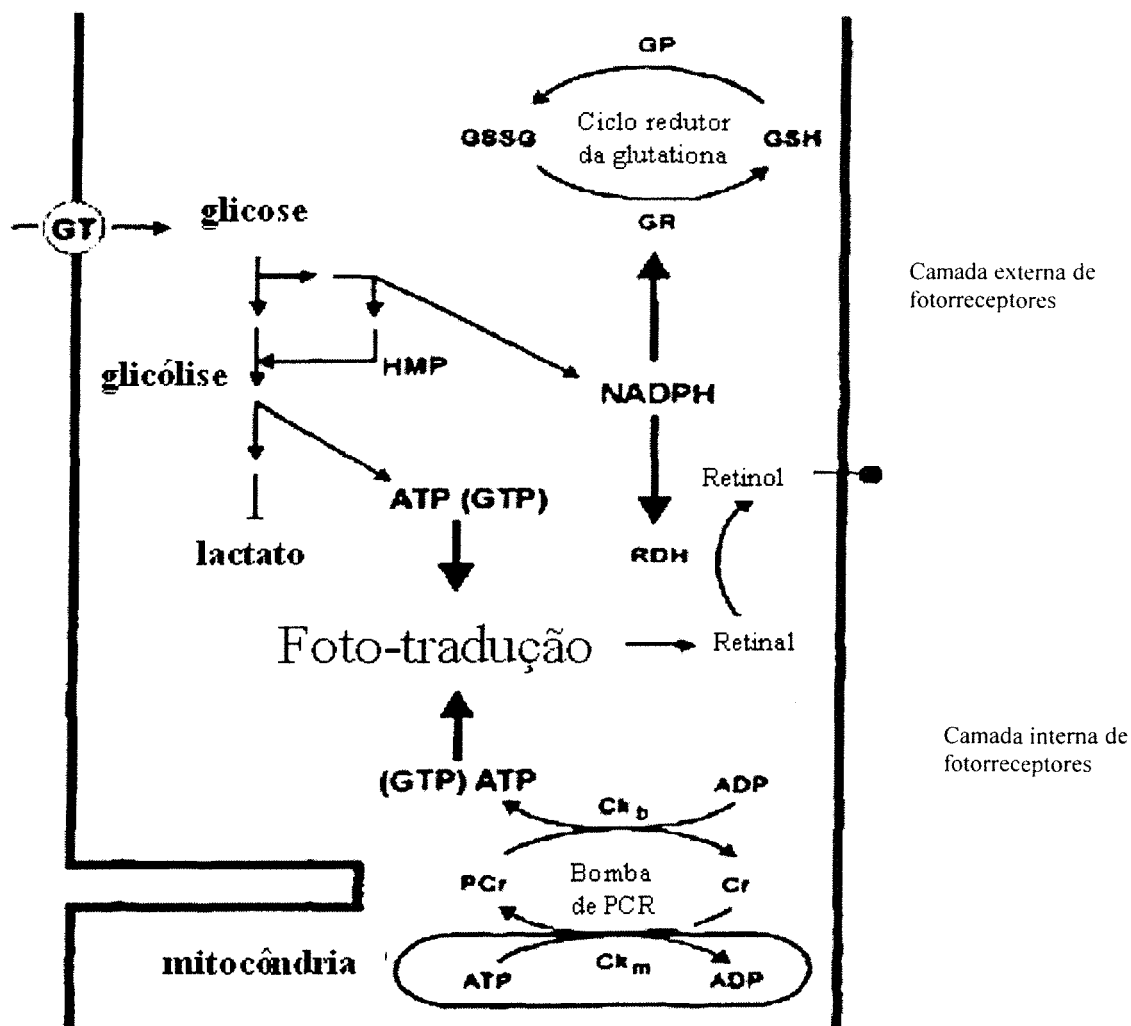 GP
GSSG
Ciclo redutor
da glutationa
GSH
GR
GT
glicose
Camada externa de
fotorreceptores
glicólise
HMP
NADPH
Retinol
ATP (GTP)
RDH
lactato
Foto-tradução
Retinal
Camada interna de
fotorreceptores
(GTP) ATP
Ck b
ADP
PCr
Bomba
de PCR
Cr
mitocôndria
ATP
Ck m
ADP